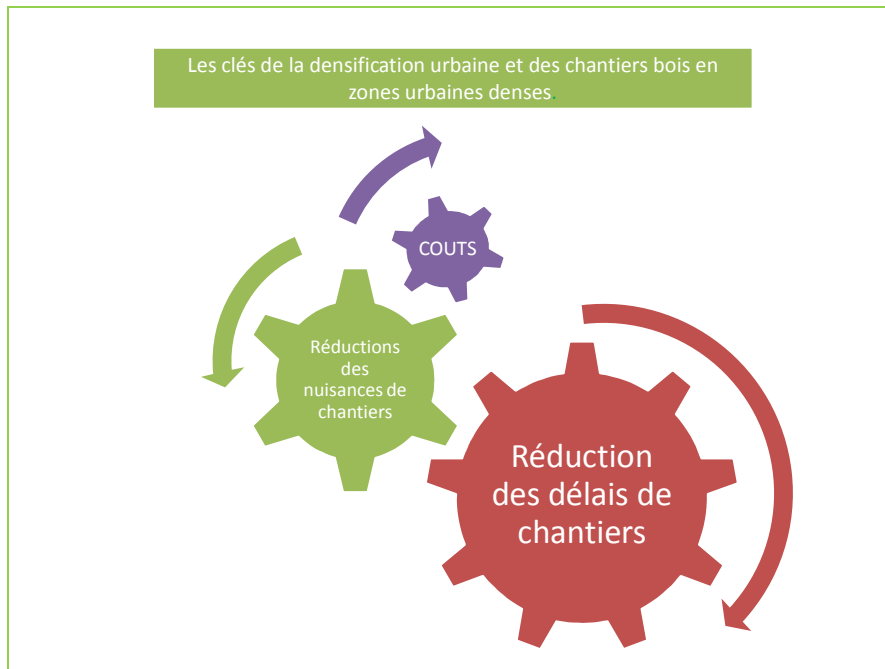 Les clés de la densification urbaine et des chantiers bois en
zones urbaines denses.
COUTS
Réductions
des
nuisances de
chantiers
Réduction
des délais de
chantiers